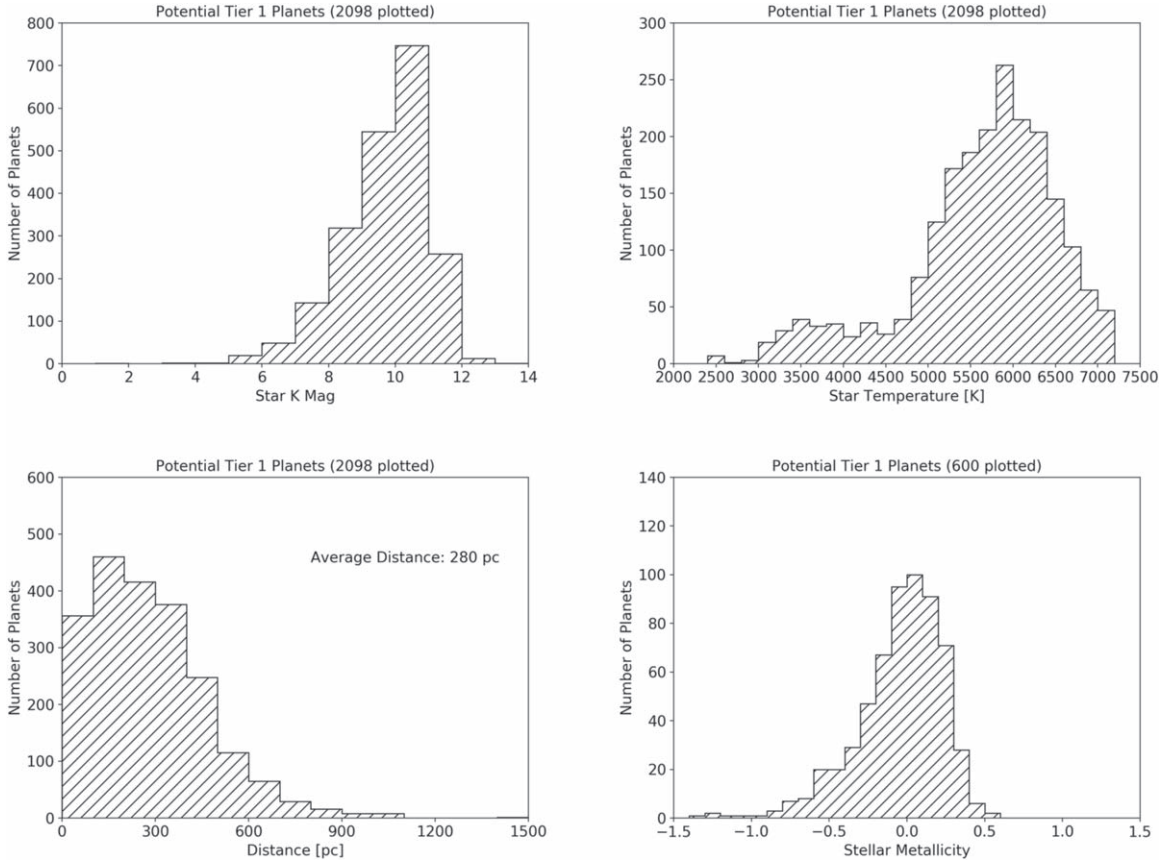 Potential Tier 1 Planets (2098 plotted)
800
700
600
500
400
300
200
100
0
Number of Planets
0 2 4 6 8 10 12 14
Star K Mag
Potential Tier 1 Planets (2098 plotted)
300
250
200
150
100
50
0
Number of Planets
2000 2500 3000 3500 4000 4500 5000 5500 6000 6500 7000 7500
Star Temperature [K]
Potential Tier 1 Planets (2098 plotted)
600
500
400
300
200
100
0
Number of Planets
Average Distance: 280 pc
0 300 600 900 1200 1500
Distance [pc]
Potential Tier 1 Planets (600 plotted)
140
120
100
80
60
40
20
0
Number of Planets
−1.5 −1.0 −0.5 0.0 0.5 1.0 1.5
Stellar Metallicity